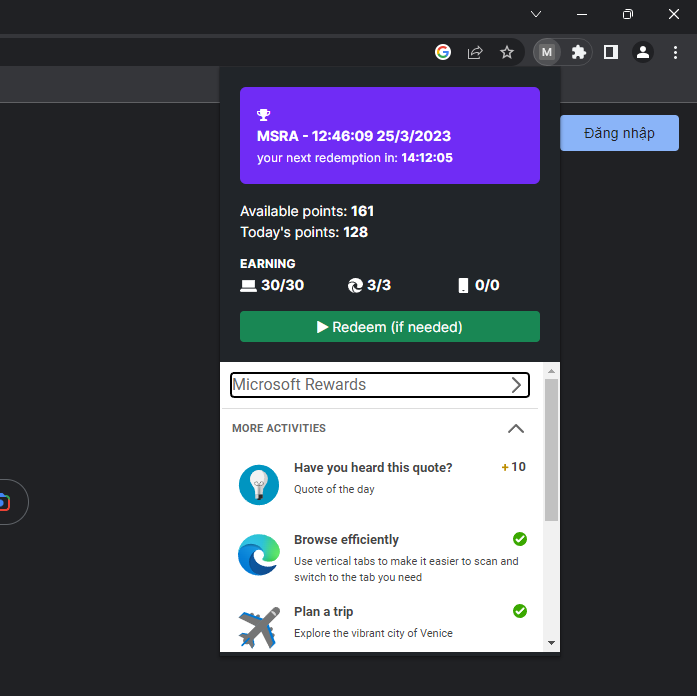 M
Đăng nhập
MSRA - 12:46:09 25/3/2023
your next redemption in: 14:12:05
Available points: 161
Today's points: 128
EARNING
30/30 3/3 0/0
Redeem (if needed)
Microsoft Rewards
MORE ACTIVITIES
Have you heard this quote? + 10
Quote of the day
Browse efficiently
Use vertical tabs to make it easier to scan and
switch to the tab you need
Plan a trip
Explore the vibrant city of Venice